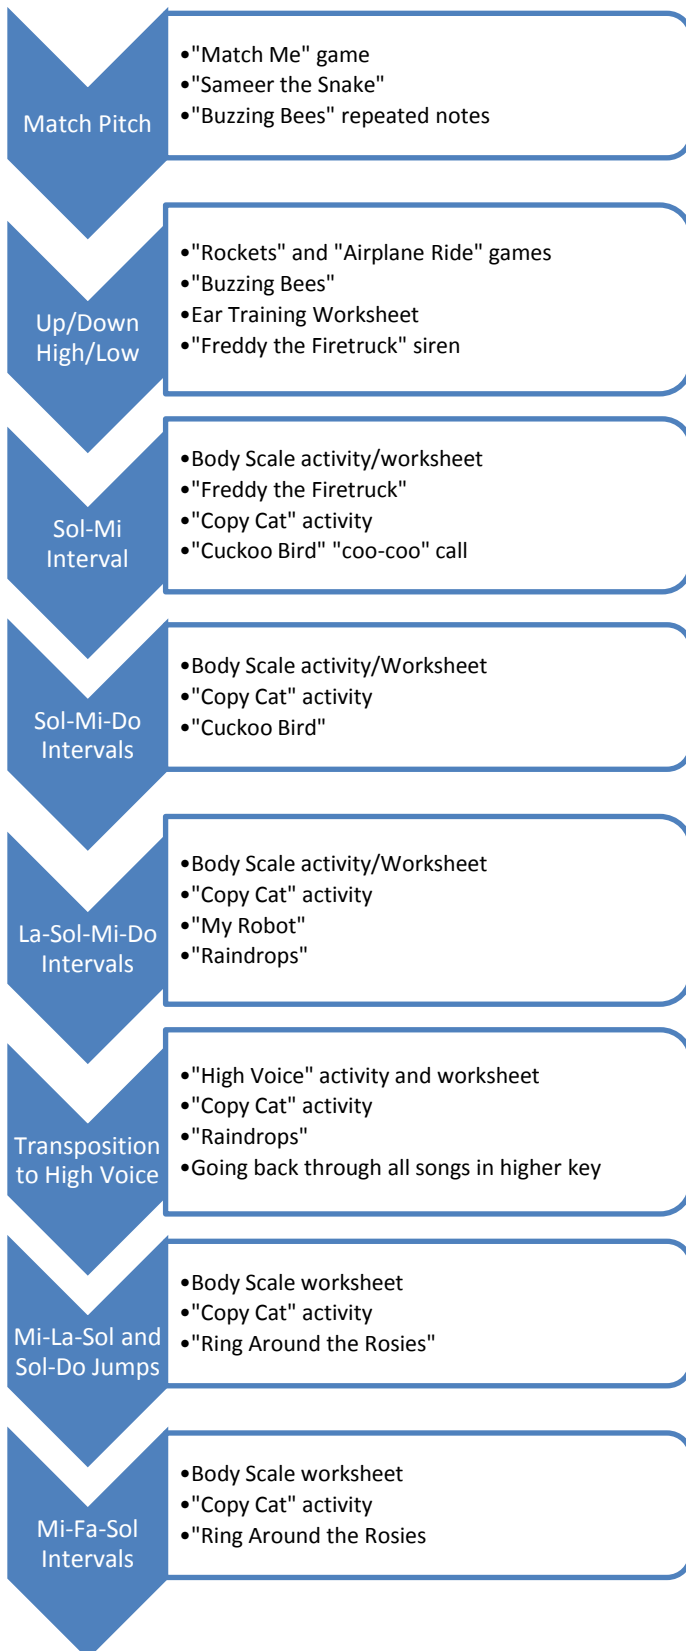 Match Pitch
•"Match Me" game
•"Sameer the Snake"
•"Buzzing Bees" repeated notes
Up/Down
High/Low
•"Rockets" and "Airplane Ride" games
•"Buzzing Bees"
•Ear Training Worksheet
•"Freddy the Firetruck" siren
Sol-Mi
Interval
•Body Scale activity/worksheet
•"Freddy the Firetruck"
•"Copy Cat" activity
•"Cuckoo Bird" "coo-coo" call
Sol-Mi-Do
Intervals
•Body Scale activity/Worksheet
•"Copy Cat" activity
•"Cuckoo Bird"
La-Sol-Mi-Do
Intervals
•Body Scale activity/Worksheet
•"Copy Cat" activity
•"My Robot"
•"Raindrops"
Transposition
to High Voice
•"High Voice" activity and worksheet
•"Copy Cat" activity
•"Raindrops"
•Going back through all songs in higher key
Mi-La-Sol and
Sol-Do Jumps
•Body Scale worksheet
•"Copy Cat" activity
•"Ring Around the Rosies"
Mi-Fa-Sol
Intervals
•Body Scale worksheet
•"Copy Cat" activity
•"Ring Around the Rosies